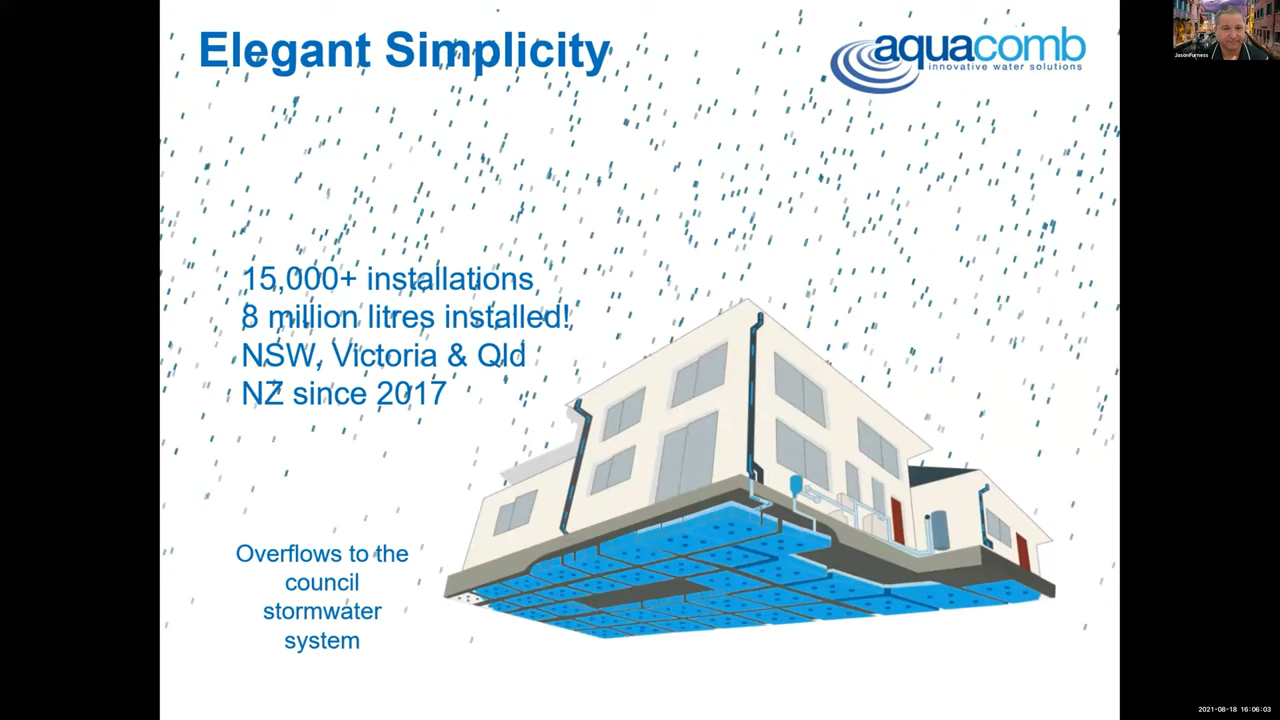 Elegant Simplicity
aquacomb
innovative water solutions
JasonFurness
15,000+ installations
8 million litres installed!
NSW, Victoria & Qld
NZ since 2017
Overflows to the
council
stormwater
system
2021-08-18 16:06:03